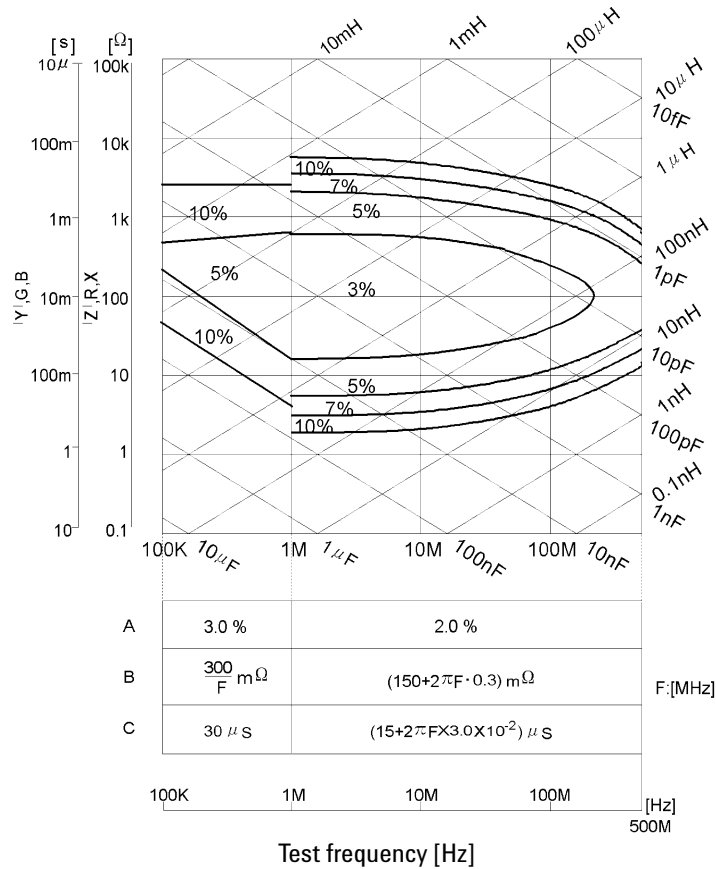 [s] [Ω] 10mH 1mH 100μH
10μ 100k 10μH
10fF
100m 10k 1μH
10%
7%
10% 5%
1m 1k 100nH
1pF
5% 3%
10m 100 10nH
|Y|,G,B |Z|,R,X
10% 10pF
100m 10 5% 1nH
7%
10% 100pF
1 1 0.1nH
1nF
10 0.1
100K 10μF 1M 1μF 10M 100nF 100M 10nF
A 3.0 % 2.0 %
B 300/F mΩ (150+2πF·0.3) mΩ F:[MHz]
C 30 μS (15+2πFX3.0X10⁻²) μS
100K 1M 10M 100M [Hz]
500M
Test frequency [Hz]